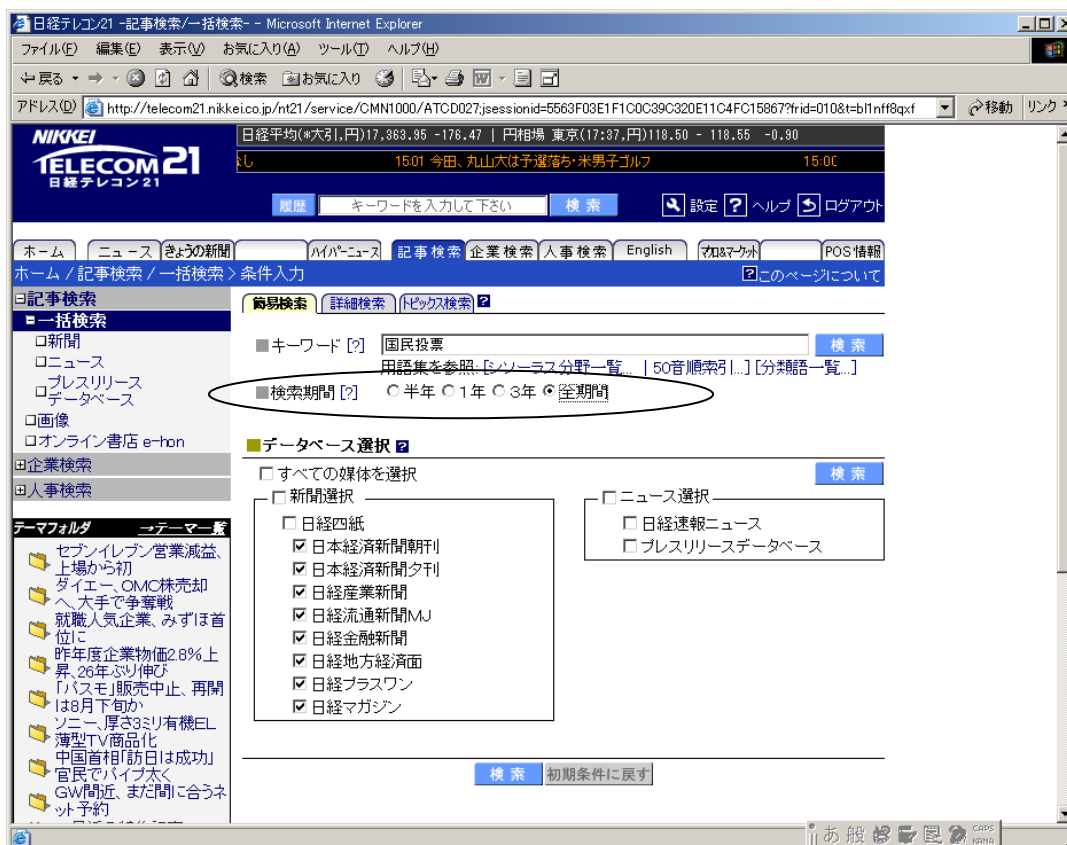 日経テレコン21 -記事検索/一括検索- - Microsoft Internet Explorer
ファイル(F) 編集(E) 表示(V) お気に入り(A) ツール(T) ヘルプ(H)
戻る 検索 お気に入り
アドレス(D) http://telecom21.nikkei.co.jp/nt21/service/CMN1000/ATCD027;jsessionid=5563F03E1F1C0C39C320E11C4FC15867?frid=010&t=bl1nff8qxf 移動 リンク
NIKKEI
TELECOM21
日経テレコン21
日経平均(*大引,円)17,363.95 -176.47 | 円相場 東京(17:37,円)118.50 - 118.55 -0.90
し 15:01 今田、丸山大は予選落ち・米男子ゴルフ 15:00
履歴 キーワードを入力して下さい 検 索 設定 ? ヘルプ ログアウト
ホーム ニュース きょうの新聞 ハイパーニュース 記事検索 企業検索 人事検索 English マクロ&マーケット POS情報
ホーム / 記事検索 / 一括検索 > 条件入力 ?このページについて
記事検索
一括検索
新聞
ニュース
プレスリリース
データベース
画像
オンライン書店 e-hon
企業検索
人事検索
テーマフォルダ →テーマ一覧
セブンイレブン営業減益、
上場から初
ダイエー、OMC株売却
へ、大手で争奪戦
就職人気企業、みずほ首
位に
昨年度企業物価2.8%上
昇、26年ぶり伸び
「パスモ」販売中止、再開
は8月下旬か
ソニー、厚さ3ミリ有機EL
薄型TV商品化
中国首相「訪日は成功」
官民でパイプ太く
GW間近、まだ間に合うネ
ット予約
簡易検索 詳細検索 トピックス検索 ?
■キーワード [?] 国民投票 検 索
用語集を参照: [シソーラス分野一覧... | 50音順索引...] [分類語一覧...]
■検索期間 [?] 半年 1年 3年 全期間
■データベース選択 ?
すべての媒体を選択 検 索
新聞選択
日経四紙
日本経済新聞朝刊
日本経済新聞夕刊
日経産業新聞
日経流通新聞MJ
日経金融新聞
日経地方経済面
日経プラスワン
日経マガジン
ニュース選択
日経速報ニュース
プレスリリースデータベース
検 索 初期条件に戻す
あ 般 CAPS
KANA